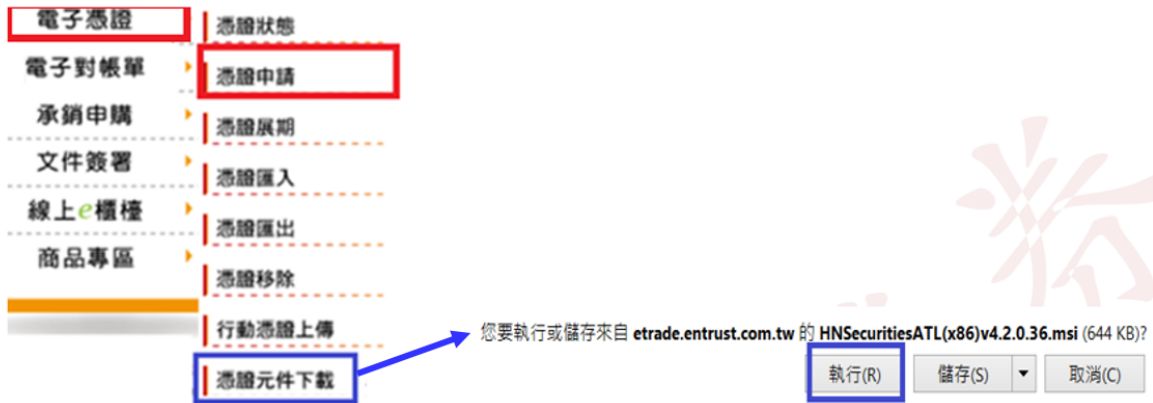 電子憑證
電子對帳單
承銷申購
文件簽署
線上e櫃檯
商品專區
憑證狀態
憑證申請
憑證展期
憑證匯入
憑證匯出
憑證移除
行動憑證上傳
憑證元件下載
您要執行或儲存來自 etrade.entrust.com.tw 的 HNSecuritiesATL(x86)v4.2.0.36.msi (644 KB)?
執行(R) 儲存(S) 取消(C)